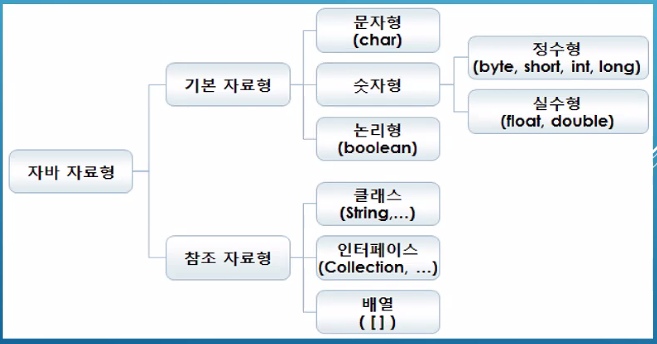 문자형
(char)
기본 자료형
숫자형
정수형
(byte, short, int, long)
실수형
(float, double)
논리형
(boolean)
자바 자료형
클래스
(String,...)
참조 자료형
인터페이스
(Collection, ...)
배열
( [ ] )